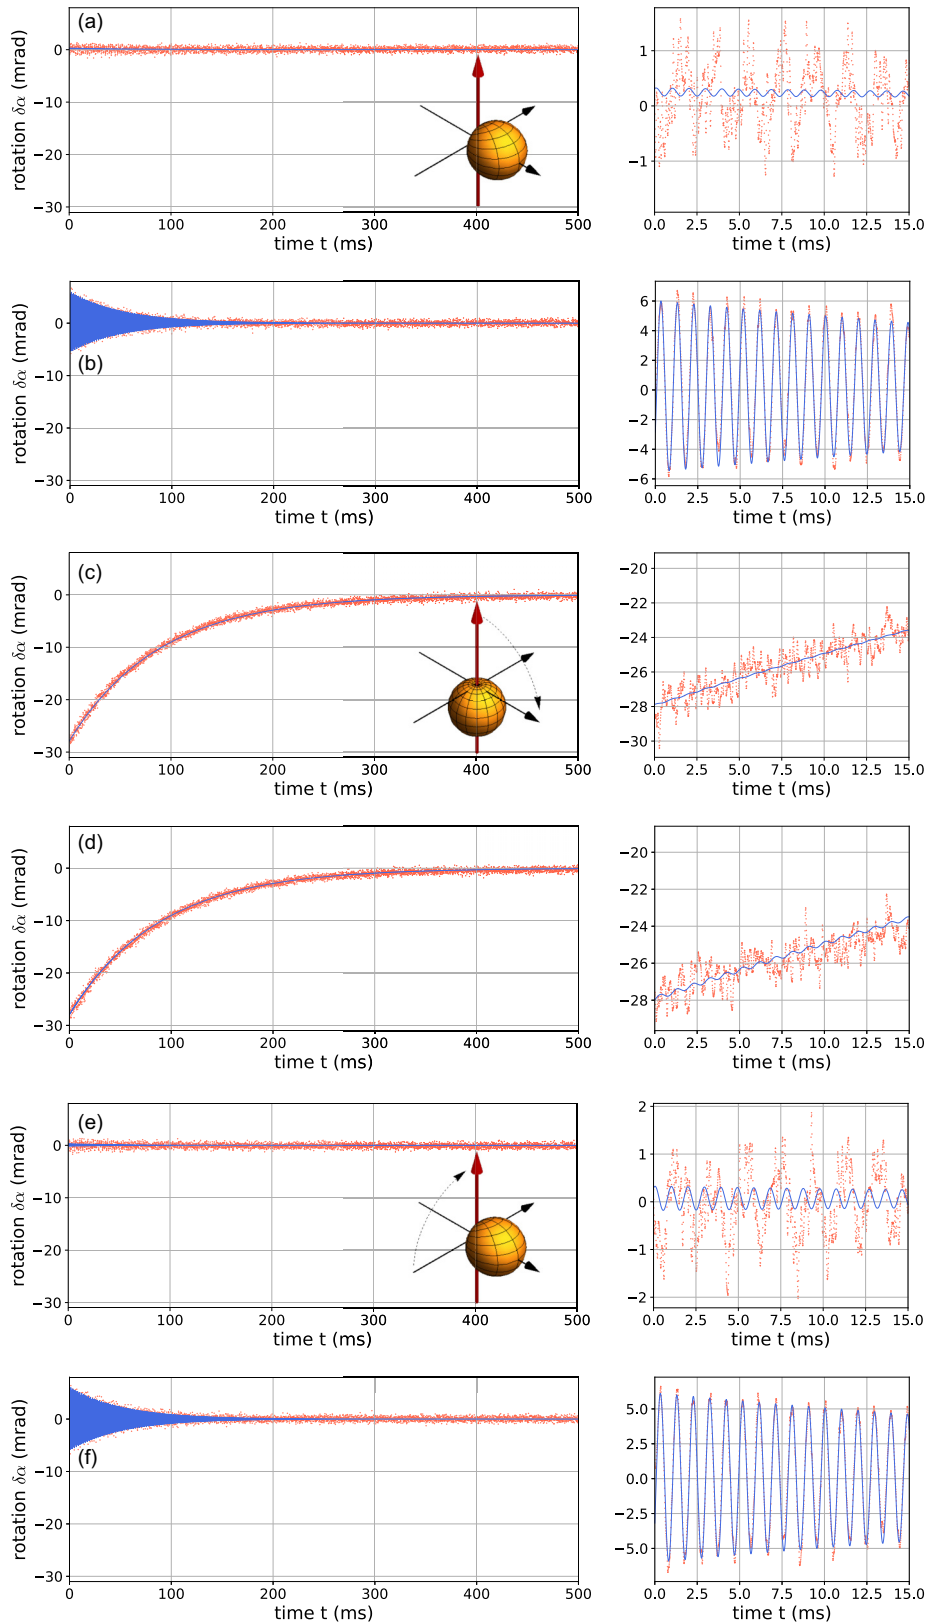 (a)
rotation δα (mrad)
0
−10
−20
−30
0 100 200 300 400 500
time t (ms)
1
0
−1
0.0 2.5 5.0 7.5 10.0 12.5 15.0
time t (ms)
(b)
rotation δα (mrad)
0
−10
−20
−30
0 100 200 300 400 500
time t (ms)
6
4
2
0
−2
−4
−6
0.0 2.5 5.0 7.5 10.0 12.5 15.0
time t (ms)
(c)
rotation δα (mrad)
0
−10
−20
−30
0 100 200 300 400 500
time t (ms)
−20
−22
−24
−26
−28
−30
0.0 2.5 5.0 7.5 10.0 12.5 15.0
time t (ms)
(d)
rotation δα (mrad)
0
−10
−20
−30
0 100 200 300 400 500
time t (ms)
−20
−22
−24
−26
−28
0.0 2.5 5.0 7.5 10.0 12.5 15.0
time t (ms)
(e)
rotation δα (mrad)
0
−10
−20
−30
0 100 200 300 400 500
time t (ms)
2
1
0
−1
−2
0.0 2.5 5.0 7.5 10.0 12.5 15.0
time t (ms)
(f)
rotation δα (mrad)
0
−10
−20
−30
0 100 200 300 400 500
time t (ms)
5.0
2.5
0.0
−2.5
−5.0
0.0 2.5 5.0 7.5 10.0 12.5 15.0
time t (ms)